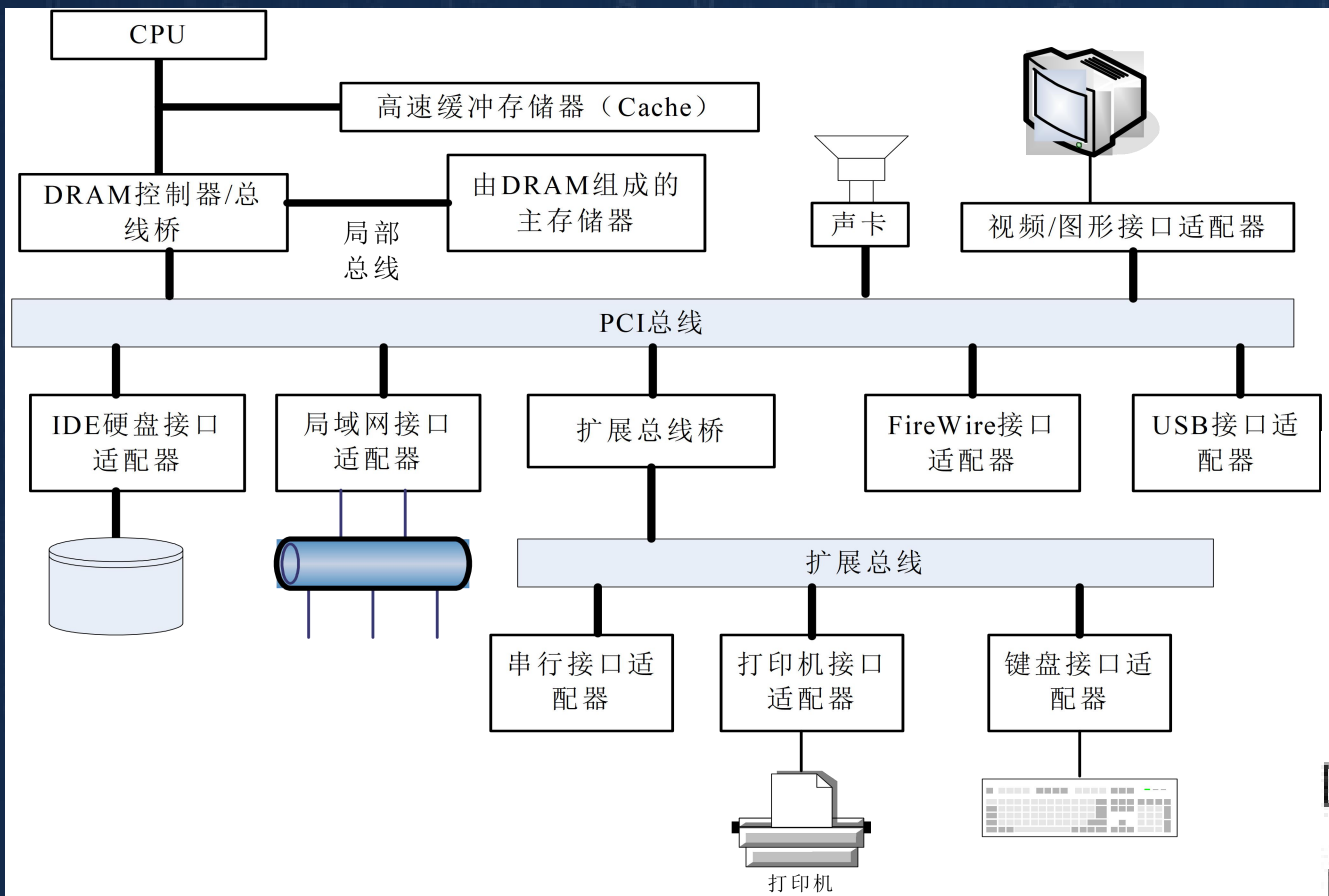 CPU
高速缓冲存储器（Cache）
DRAM控制器/总
线桥
由DRAM组成的
主存储器
局部
总线
声卡
视频/图形接口适配器
PCI总线
IDE硬盘接口
适配器
局域网接口
适配器
扩展总线桥
FireWire接口
适配器
USB接口适
配器
扩展总线
串行接口适
配器
打印机接口
适配器
键盘接口适
配器
打印机